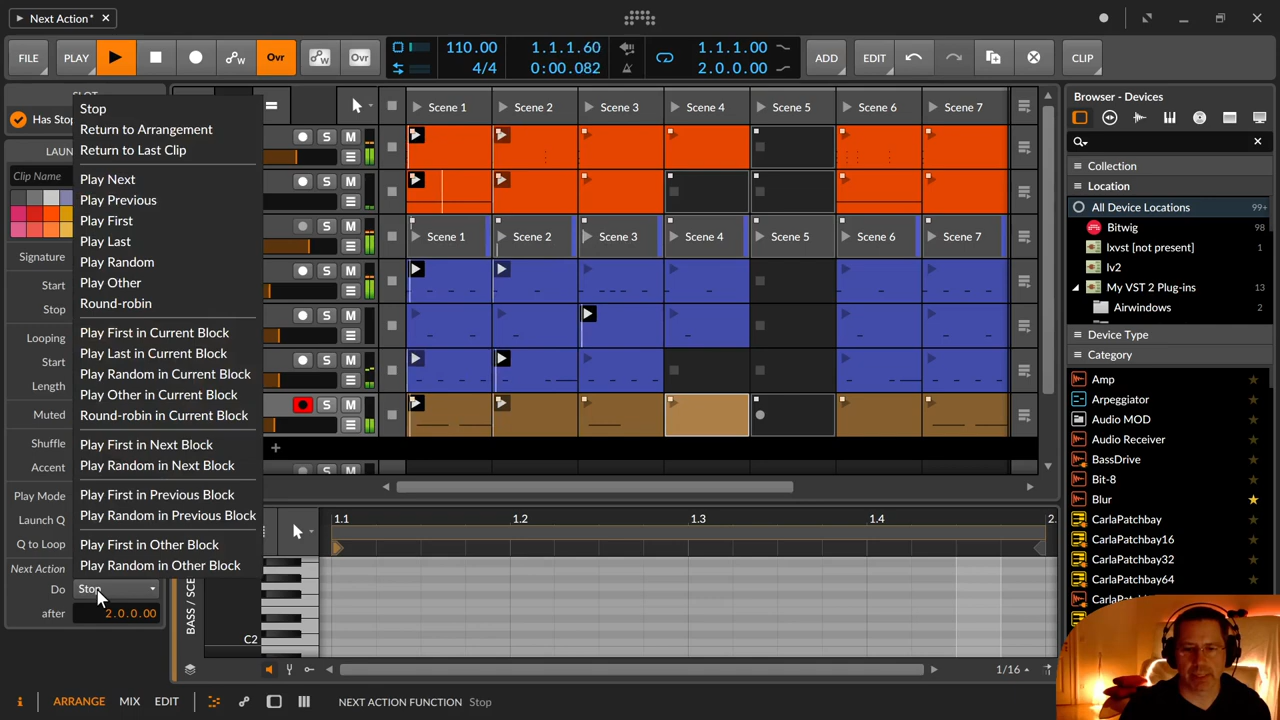 Next Action*
FILE
PLAY
Ovr
Ovr
110.00
4/4
1.1.1.60
0:00.082
1.1.1.00
2.0.0.00
ADD
EDIT
CLIP
SLOT
Has Stop
LAUN
Clip Name
Signature
Start
Stop
Looping
Start
Length
Muted
Shuffle
Accent
Play Mode
Launch Q
Q to Loop
Next Action
Do
Stop
after
2.0.0.00
Stop
Return to Arrangement
Return to Last Clip
Play Next
Play Previous
Play First
Play Last
Play Random
Play Other
Round-robin
Play First in Current Block
Play Last in Current Block
Play Random in Current Block
Play Other in Current Block
Round-robin in Current Block
Play First in Next Block
Play Random in Next Block
Play First in Previous Block
Play Random in Previous Block
Play First in Other Block
Play Random in Other Block
Scene 1
Scene 2
Scene 3
Scene 4
Scene 5
Scene 6
Scene 7
S
M
S
M
S
M
Scene 1
Scene 2
Scene 3
Scene 4
Scene 5
Scene 6
Scene 7
S
M
S
M
S
M
S
M
S
M
1.1
1.2
1.3
1.4
2.
BASS / SCE
C2
1/16
Browser - Devices
Collection
Location
All Device Locations
99+
Bitwig
98
lxvst [not present]
1
lv2
My VST 2 Plug-ins
13
Airwindows
2
Device Type
Category
Amp
Arpeggiator
Audio MOD
Audio Receiver
BassDrive
Bit-8
Blur
CarlaPatchbay
CarlaPatchbay16
CarlaPatchbay32
CarlaPatchbay64
i
ARRANGE
MIX
EDIT
NEXT ACTION FUNCTION
Stop